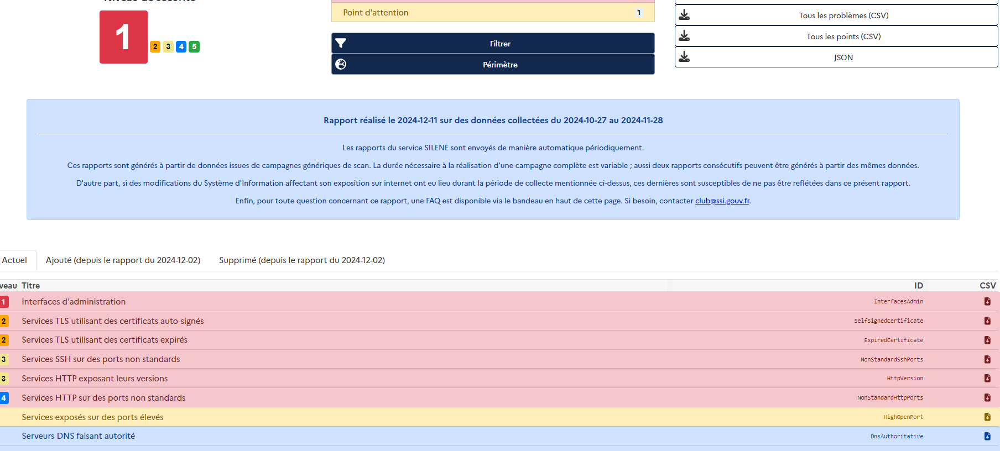 Niveau de sécurité
1
2 3 4 5
Point d'attention 1
Filtrer
Périmètre
Tous les problèmes (CSV)
Tous les points (CSV)
JSON
Rapport réalisé le 2024-12-11 sur des données collectées du 2024-10-27 au 2024-11-28
Les rapports du service SILENE sont envoyés de manière automatique périodiquement.
Ces rapports sont générés à partir de données issues de campagnes génériques de scan. La durée nécessaire à la réalisation d'une campagne complète est variable ; aussi deux rapports consécutifs peuvent être générés à partir des mêmes données.
D'autre part, si des modifications du Système d'Information affectant son exposition sur internet ont eu lieu durant la période de collecte mentionnée ci-dessus, ces dernières sont susceptibles de ne pas être reflétées dans ce présent rapport.
Enfin, pour toute question concernant ce rapport, une FAQ est disponible via le bandeau en haut de cette page. Si besoin, contacter club@ssi.gouv.fr.
Actuel Ajouté (depuis le rapport du 2024-12-02) Supprimé (depuis le rapport du 2024-12-02)
veau Titre ID CSV
1 Interfaces d'administration InterfacesAdmin
2 Services TLS utilisant des certificats auto-signés SelfSignedCertificate
2 Services TLS utilisant des certificats expirés ExpiredCertificate
3 Services SSH sur des ports non standards NonStandardSshPorts
3 Services HTTP exposant leurs versions HttpVersion
4 Services HTTP sur des ports non standards NonStandardHttpPorts
Services exposés sur des ports élevés HighOpenPort
Serveurs DNS faisant autorité DnsAuthoritative